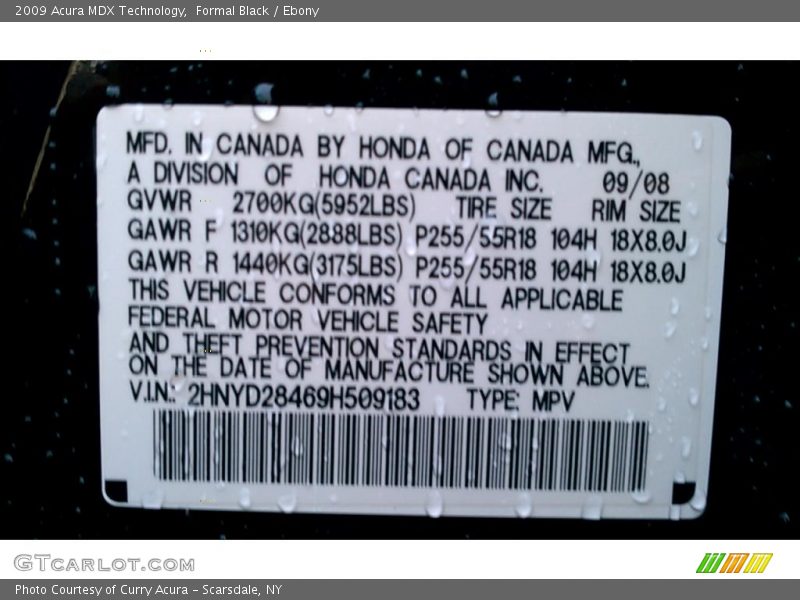 2009 Acura MDX Technology,  Formal Black / Ebony
MFD. IN CANADA BY HONDA OF CANADA MFG.,
A DIVISION OF HONDA CANADA INC. 09/08
GVWR 2700KG(5952LBS) TIRE SIZE RIM SIZE
GAWR F 1310KG(2888LBS) P255/55R18 104H 18X8.0J
GAWR R 1440KG(3175LBS) P255/55R18 104H 18X8.0J
THIS VEHICLE CONFORMS TO ALL APPLICABLE
FEDERAL MOTOR VEHICLE SAFETY
AND THEFT PREVENTION STANDARDS IN EFFECT
ON THE DATE OF MANUFACTURE SHOWN ABOVE.
V.I.N.: 2HNYD28469H509183 TYPE: MPV
GTCARLOT.COM
Photo Courtesy of Curry Acura - Scarsdale, NY